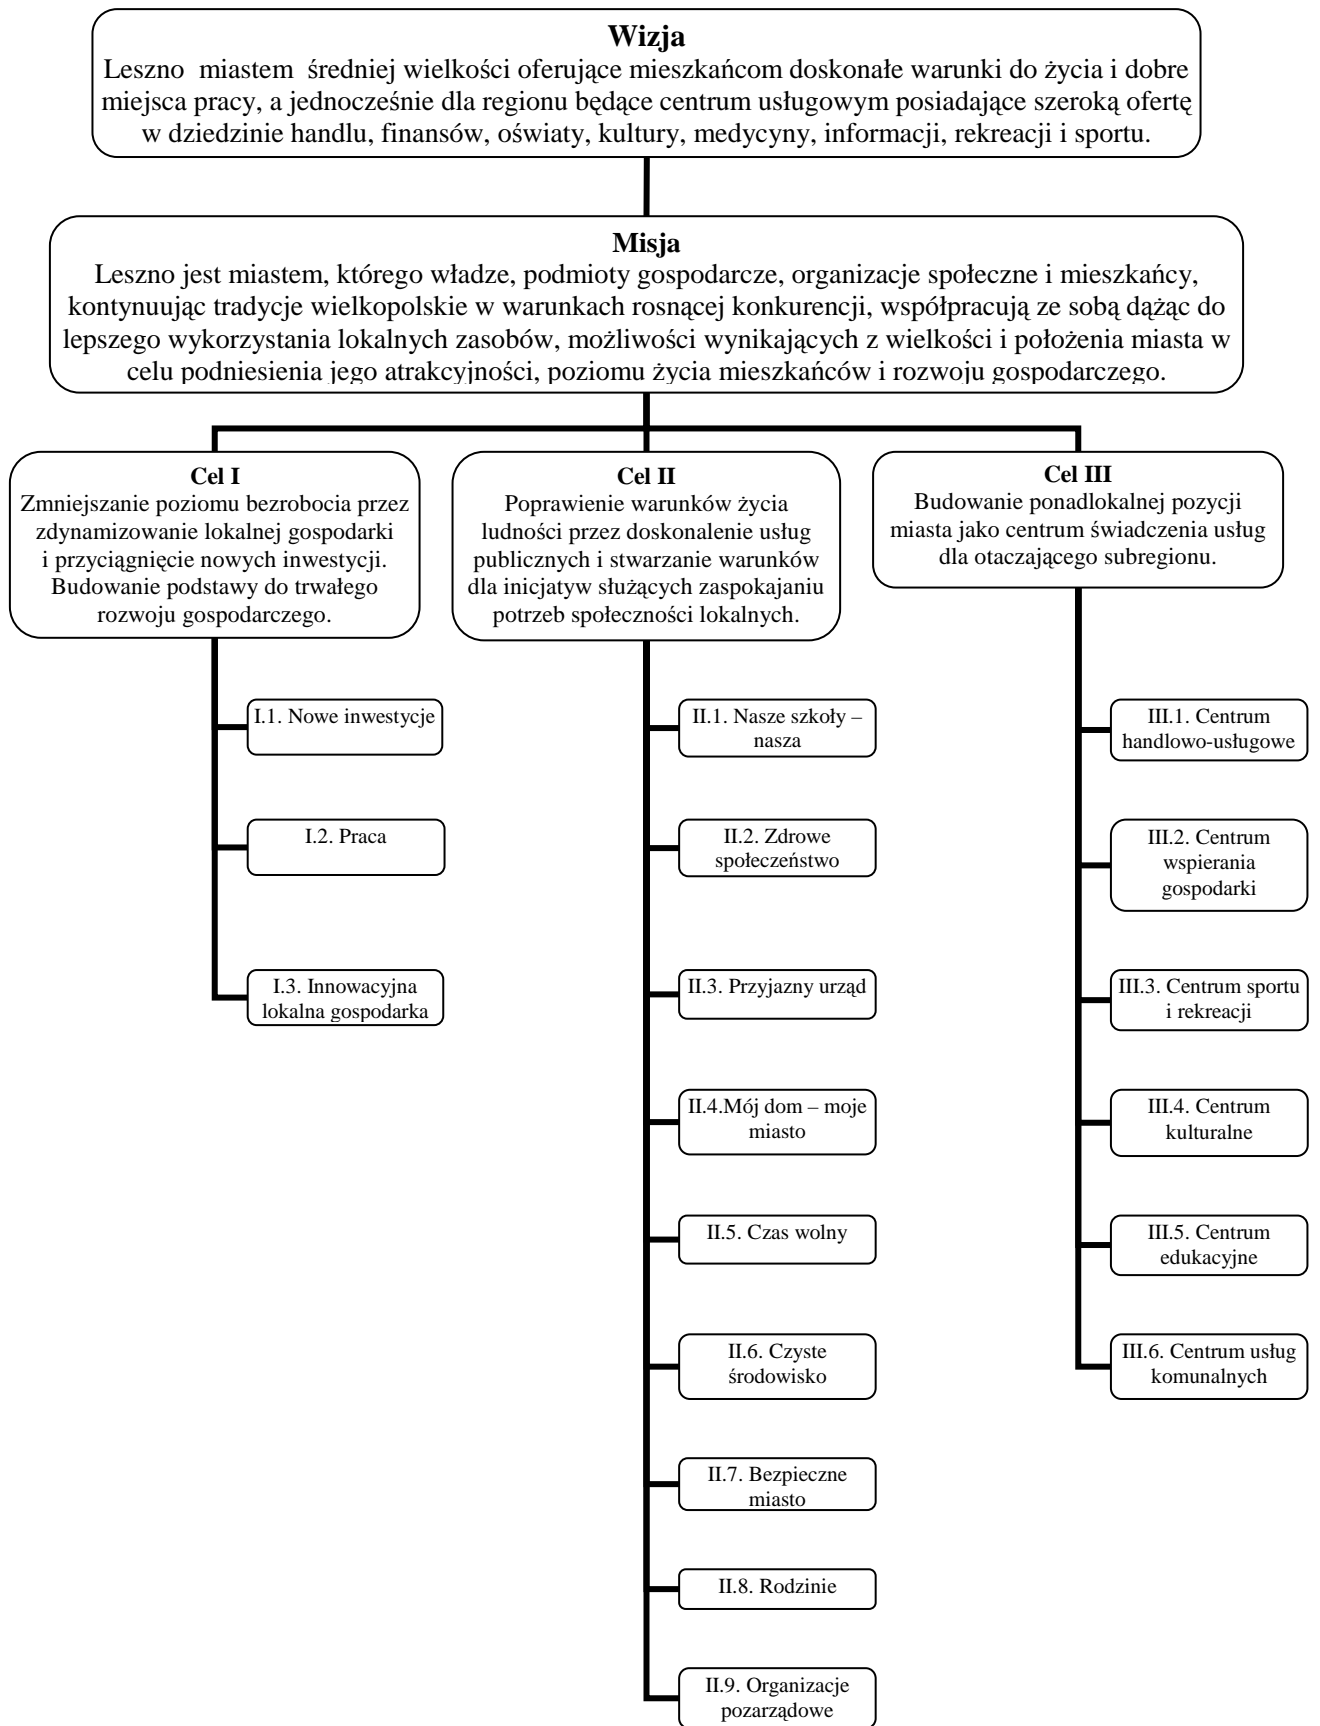 Wizja
Leszno miastem średniej wielkości oferujące mieszkańcom doskonałe warunki do życia i dobre
miejsca pracy, a jednocześnie dla regionu będące centrum usługowym posiadające szeroką ofertę
w dziedzinie handlu, finansów, oświaty, kultury, medycyny, informacji, rekreacji i sportu.
Misja
Leszno jest miastem, którego władze, podmioty gospodarcze, organizacje społeczne i mieszkańcy,
kontynuując tradycje wielkopolskie w warunkach rosnącej konkurencji, współpracują ze sobą dążąc do
lepszego wykorzystania lokalnych zasobów, możliwości wynikających z wielkości i położenia miasta w
celu podniesienia jego atrakcyjności, poziomu życia mieszkańców i rozwoju gospodarczego.
Cel I
Zmniejszanie poziomu bezrobocia przez
zdynamizowanie lokalnej gospodarki
i przyciągnięcie nowych inwestycji.
Budowanie podstawy do trwałego
rozwoju gospodarczego.
I.1. Nowe inwestycje
I.2. Praca
I.3. Innowacyjna
lokalna gospodarka
Cel II
Poprawienie warunków życia
ludności przez doskonalenie usług
publicznych i stwarzanie warunków
dla inicjatyw służących zaspokajaniu
potrzeb społeczności lokalnych.
II.1. Nasze szkoły –
nasza
II.2. Zdrowe
społeczeństwo
II.3. Przyjazny urząd
II.4.Mój dom – moje
miasto
II.5. Czas wolny
II.6. Czyste
środowisko
II.7. Bezpieczne
miasto
II.8. Rodzinie
II.9. Organizacje
pozarządowe
Cel III
Budowanie ponadlokalnej pozycji
miasta jako centrum świadczenia usług
dla otaczającego subregionu.
III.1. Centrum
handlowo-usługowe
III.2. Centrum
wspierania
gospodarki
III.3. Centrum sportu
i rekreacji
III.4. Centrum
kulturalne
III.5. Centrum
edukacyjne
III.6. Centrum usług
komunalnych